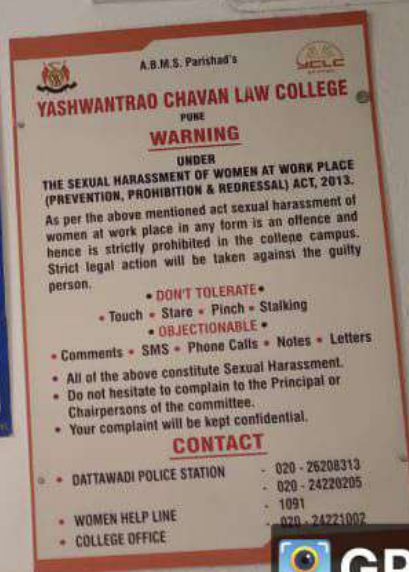 A.B.M.S. Parishad's
YCLC
YASHWANTRAO CHAVAN LAW COLLEGE
PUNE
WARNING
UNDER
THE SEXUAL HARASSMENT OF WOMEN AT WORK PLACE
(PREVENTION, PROHIBITION & REDRESSAL) ACT, 2013.
As per the above mentioned act sexual harassment of
women at work place in any form is an offence and
hence is strictly prohibited in the college campus.
Strict legal action will be taken against the guilty
person.
• DON'T TOLERATE •
• Touch • Stare • Pinch • Stalking
• OBJECTIONABLE •
• Comments • SMS • Phone Calls • Notes • Letters
• All of the above constitute Sexual Harassment.
• Do not hesitate to complain to the Principal or
Chairpersons of the committee.
• Your complaint will be kept confidential.
CONTACT
• DATTAWADI POLICE STATION - 020 - 26208313
- 020 - 24220205
• WOMEN HELP LINE - 1091
• COLLEGE OFFICE - 020 - 24221002
GP